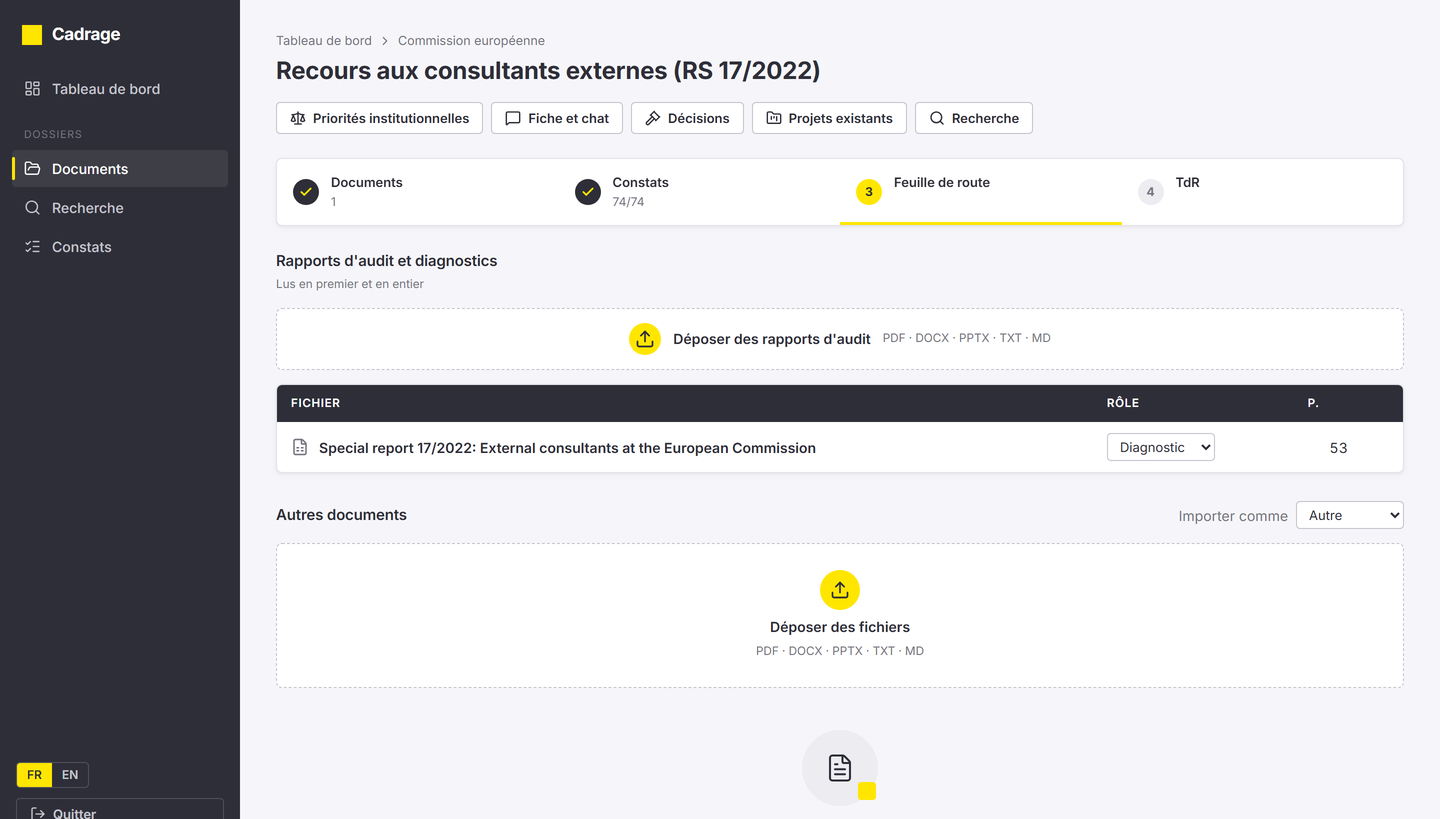 Cadrage
Tableau de bord
DOSSIERS
Documents
Recherche
Constats
FR EN
Quitter
Tableau de bord > Commission européenne
Recours aux consultants externes (RS 17/2022)
Priorités institutionnelles Fiche et chat Décisions Projets existants Recherche
Documents
1
Constats
74/74
3 Feuille de route
4 TdR
Rapports d'audit et diagnostics
Lus en premier et en entier
Déposer des rapports d'audit PDF · DOCX · PPTX · TXT · MD
FICHIER RÔLE P.
Special report 17/2022: External consultants at the European Commission Diagnostic 53
Autres documents Importer comme Autre
Déposer des fichiers
PDF · DOCX · PPTX · TXT · MD